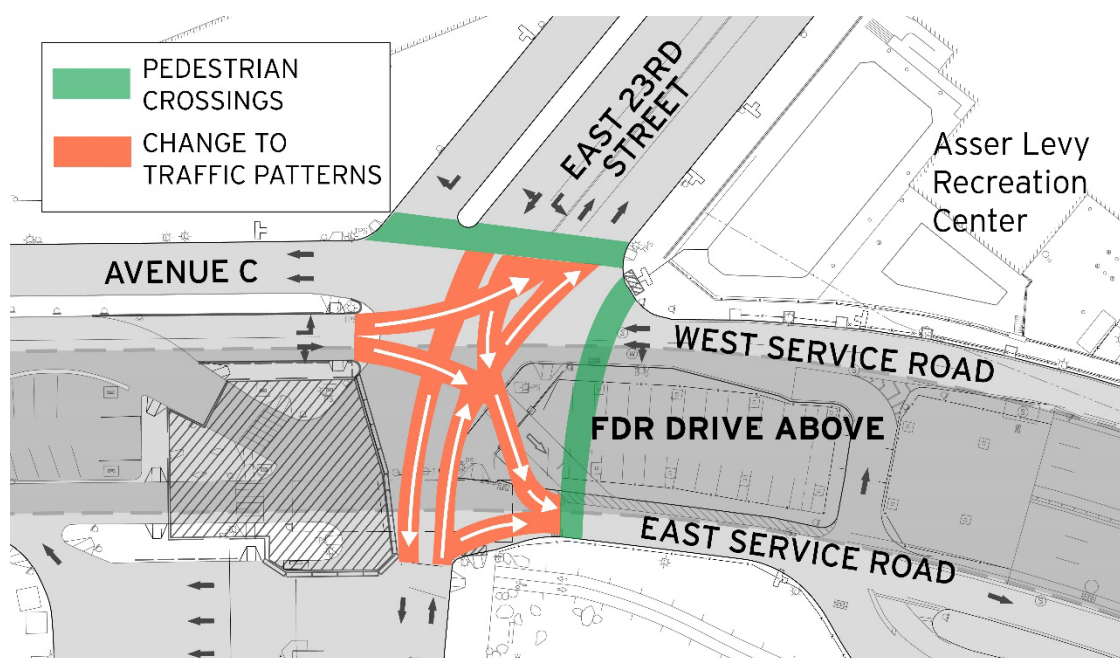 PEDESTRIAN
CROSSINGS
CHANGE TO
TRAFFIC PATTERNS
EAST 23RD
STREET
Asser Levy
Recreation
Center
AVENUE C
WEST SERVICE ROAD
FDR DRIVE ABOVE
EAST SERVICE ROAD